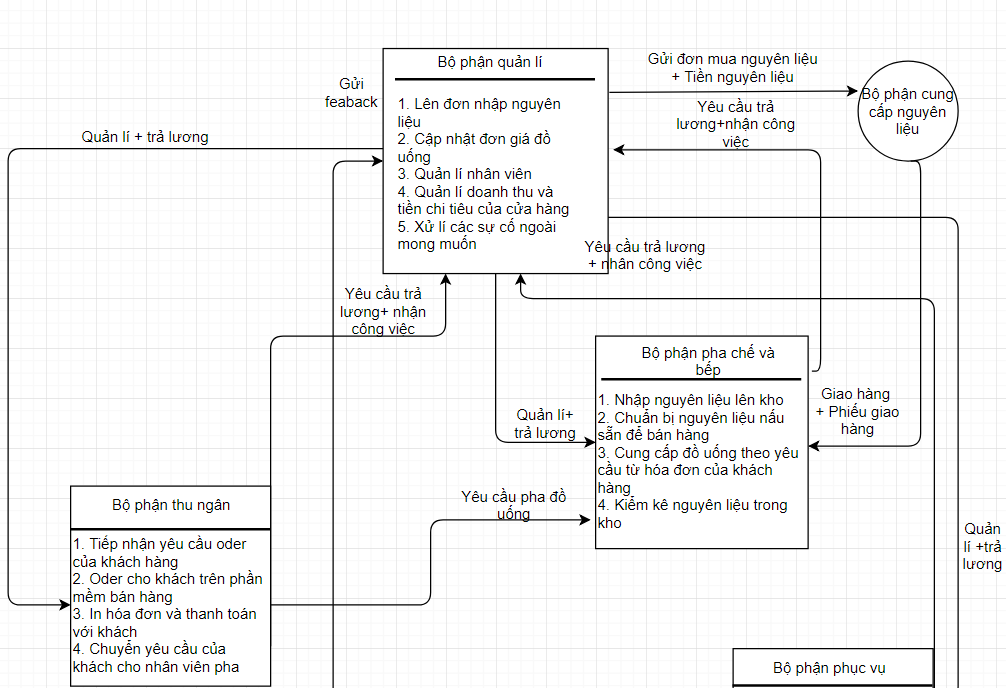 Bộ phận quản lí
1. Lên đơn nhập nguyên
liệu
2. Cập nhật đơn giá đồ
uống
3. Quản lí nhân viên
4. Quản lí doanh thu và
tiền chi tiêu của cửa hàng
5. Xử lí các sự cố ngoài
mong muốn
Gửi
feaback
Quản lí + trả lương
Gửi đơn mua nguyên liệu
+ Tiền nguyên liệu
Yêu cầu trả
lương+nhận công
việc
Bộ phận cung
cấp nguyên
liệu
Yêu cầu trả lương
+ nhân công việc
Yêu cầu trả
lương+ nhận
công việc
Bộ phận pha chế và
bếp
1. Nhập nguyên liệu lên kho
2. Chuẩn bị nguyên liệu nấu
sẵn để bán hàng
3. Cung cấp đồ uống theo yêu
cầu từ hóa đơn của khách
hàng
4. Kiểm kê nguyên liệu trong
kho
Giao hàng
+ Phiếu giao
hàng
Quản lí+
trả lương
Yêu cầu pha đồ
uống
Bộ phận thu ngân
1. Tiếp nhận yêu cầu oder
của khách hàng
2. Oder cho khách trên phần
mềm bán hàng
3. In hóa đơn và thanh toán
với khách
4. Chuyển yêu cầu của
khách cho nhân viên pha
Quản
lí +trả
lương
Bộ phận phục vụ